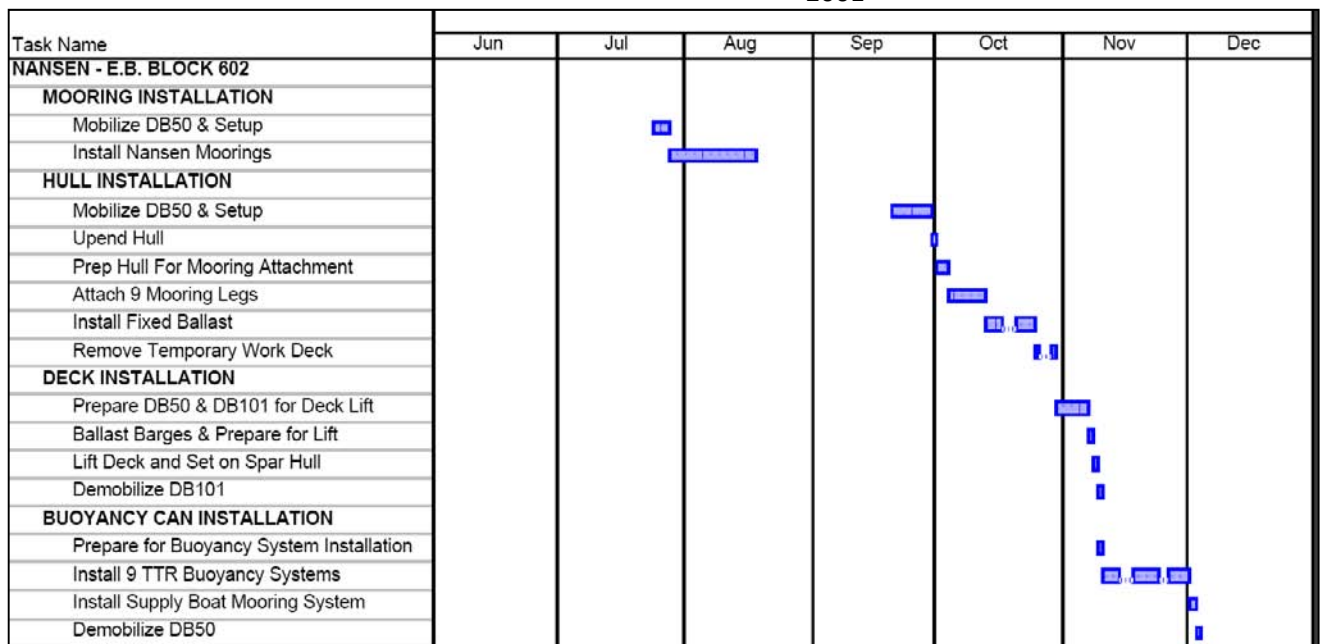 Task Name Jun Jul Aug Sep Oct Nov Dec
NANSEN - E.B. BLOCK 602
MOORING INSTALLATION
Mobilize DB50 & Setup
Install Nansen Moorings
HULL INSTALLATION
Mobilize DB50 & Setup
Upend Hull
Prep Hull For Mooring Attachment
Attach 9 Mooring Legs
Install Fixed Ballast
Remove Temporary Work Deck
DECK INSTALLATION
Prepare DB50 & DB101 for Deck Lift
Ballast Barges & Prepare for Lift
Lift Deck and Set on Spar Hull
Demobilize DB101
BUOYANCY CAN INSTALLATION
Prepare for Buoyancy System Installation
Install 9 TTR Buoyancy Systems
Install Supply Boat Mooring System
Demobilize DB50